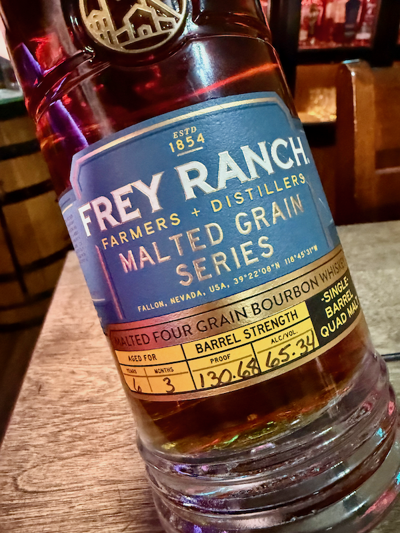 ESTD
1854
FREY RANCH®
FARMERS + DISTILLERS
MALTED GRAIN
SERIES
FALLON, NEVADA, USA, 39°22'08"N 118°45'31"W
MALTED FOUR GRAIN BOURBON WHISKEY
AGED FOR
YEARS MONTHS
6 3
BARREL STRENGTH
PROOF ALC/VOL
130.68 65.34
-SINGLE
BARREL
QUAD MALT